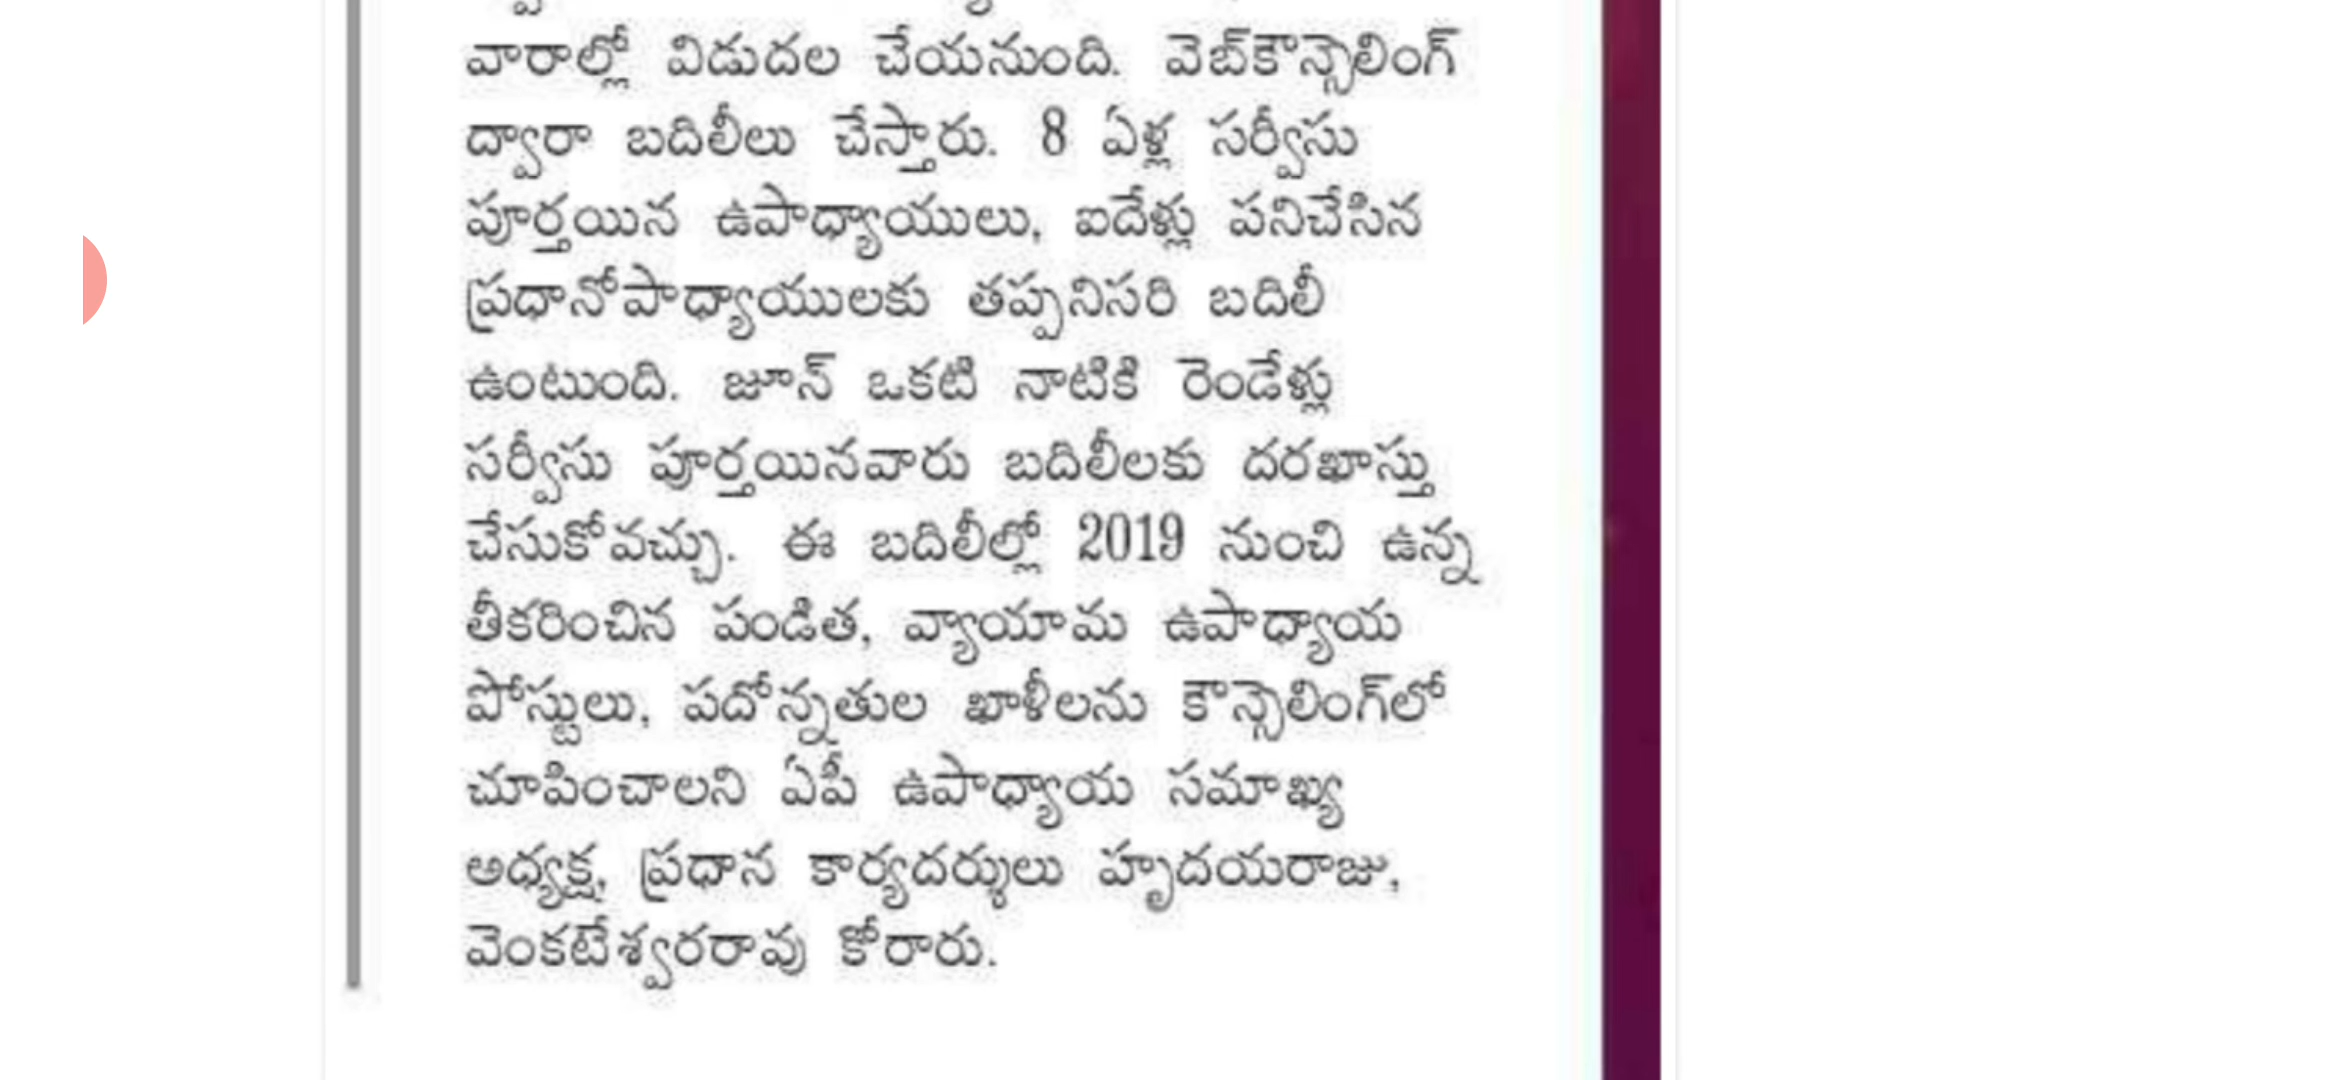 వారాల్లో విడుదల చేయనుంది. వెబ్‌కౌన్సెలింగ్
ద్వారా బదిలీలు చేస్తారు. 8 ఏళ్ల సర్వీసు
పూర్తయిన ఉపాధ్యాయులు, ఐదేళ్లు పనిచేసిన
ప్రధానోపాధ్యాయులకు తప్పనిసరి బదిలీ
ఉంటుంది. జూన్ ఒకటి నాటికి రెండేళ్లు
సర్వీసు పూర్తయినవారు బదిలీలకు దరఖాస్తు
చేసుకోవచ్చు. ఈ బదిలీల్లో 2019 నుంచి ఉన్న
తీకరించిన పండిత, వ్యాయామ ఉపాధ్యాయ
పోస్టులు, పదోన్నతుల ఖాళీలను కౌన్సెలింగ్‌లో
చూపించాలని ఏపీ ఉపాధ్యాయ సమాఖ్య
అధ్యక్ష, ప్రధాన కార్యదర్శులు హృదయరాజు,
వెంకటేశ్వరరావు కోరారు.